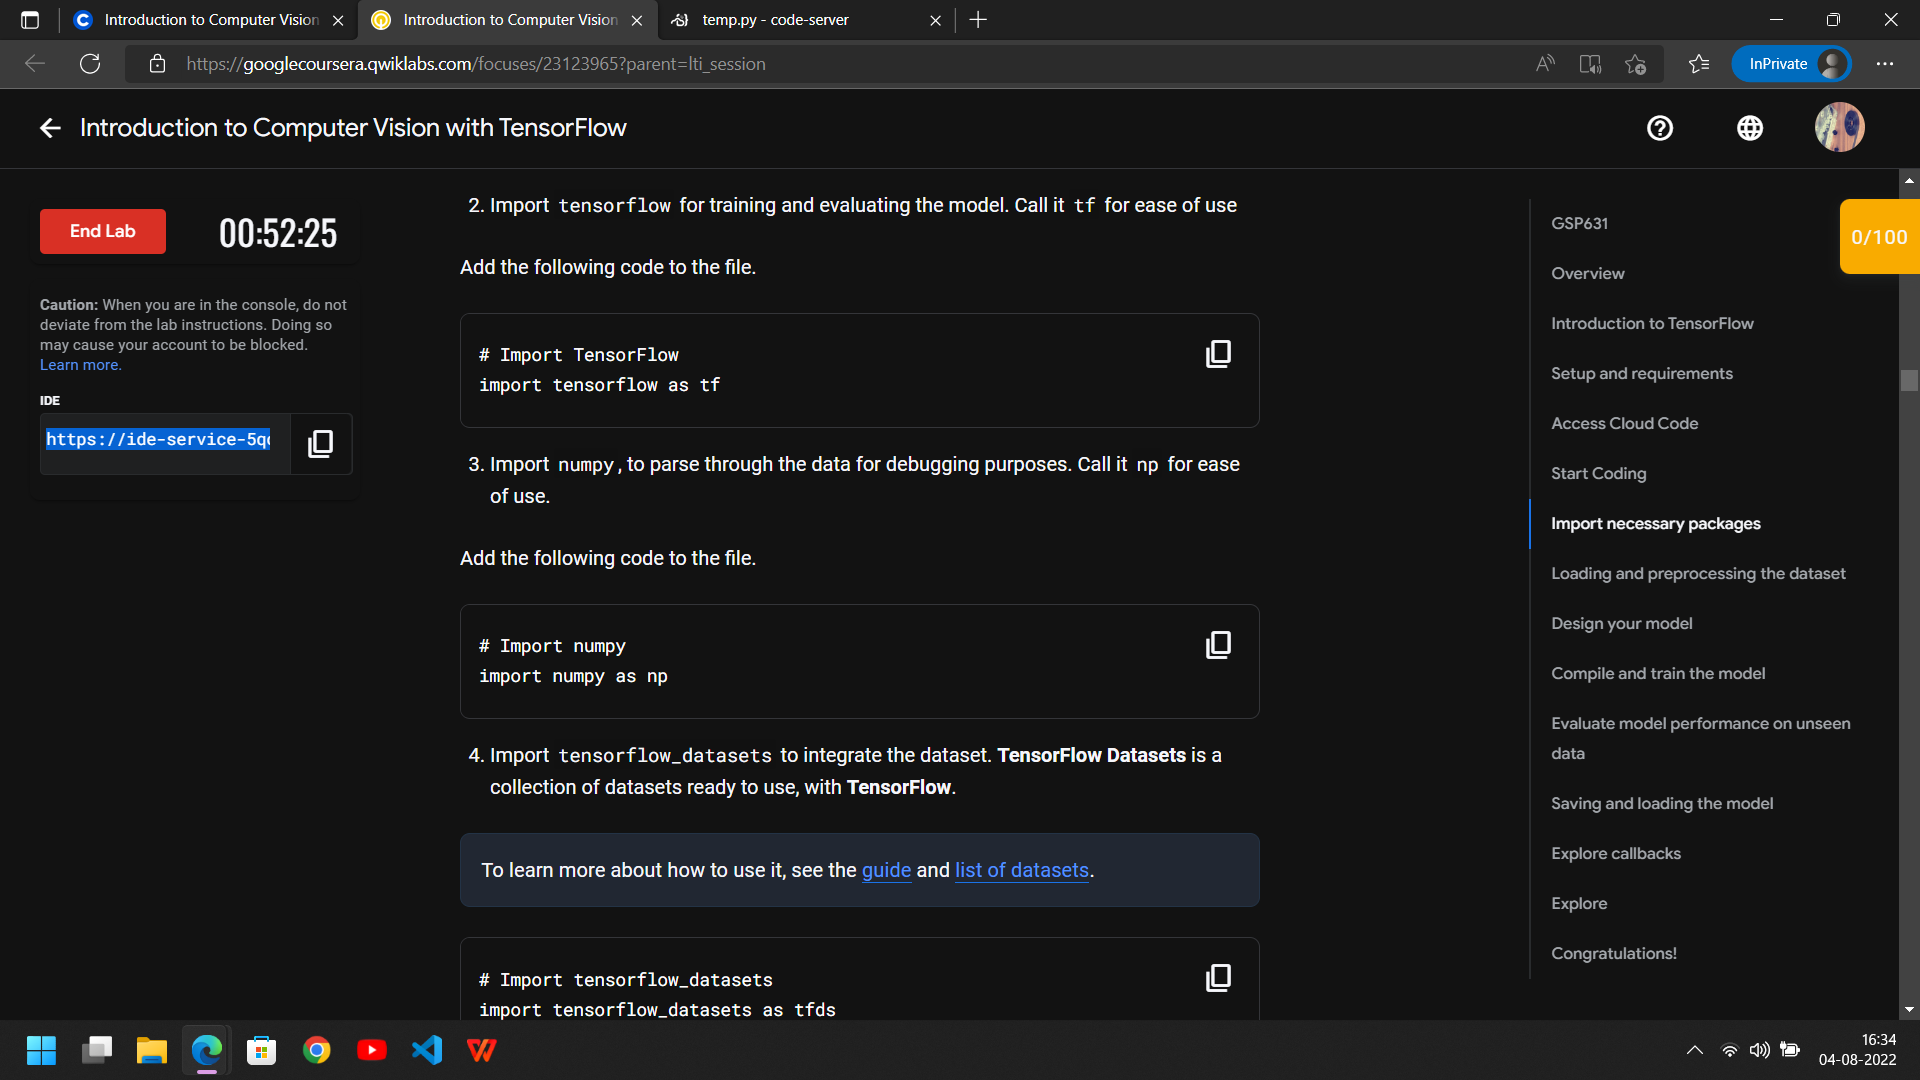 Introduction to Computer Vision
Introduction to Computer Vision
temp.py - code-server
https://googlecoursera.qwiklabs.com/focuses/23123965?parent=lti_session
InPrivate
Introduction to Computer Vision with TensorFlow
End Lab
00:52:25
Caution: When you are in the console, do not
deviate from the lab instructions. Doing so
may cause your account to be blocked.
Learn more.
IDE
https://ide-service-5q
2. Import tensorflow for training and evaluating the model. Call it tf for ease of use
Add the following code to the file.
# Import TensorFlow
import tensorflow as tf
3. Import numpy, to parse through the data for debugging purposes. Call it np for ease
of use.
Add the following code to the file.
# Import numpy
import numpy as np
4. Import tensorflow_datasets to integrate the dataset. TensorFlow Datasets is a
collection of datasets ready to use, with TensorFlow.
To learn more about how to use it, see the guide and list of datasets.
# Import tensorflow_datasets
import tensorflow_datasets as tfds
GSP631
Overview
Introduction to TensorFlow
Setup and requirements
Access Cloud Code
Start Coding
Import necessary packages
Loading and preprocessing the dataset
Design your model
Compile and train the model
Evaluate model performance on unseen
data
Saving and loading the model
Explore callbacks
Explore
Congratulations!
0/100
16:34
04-08-2022